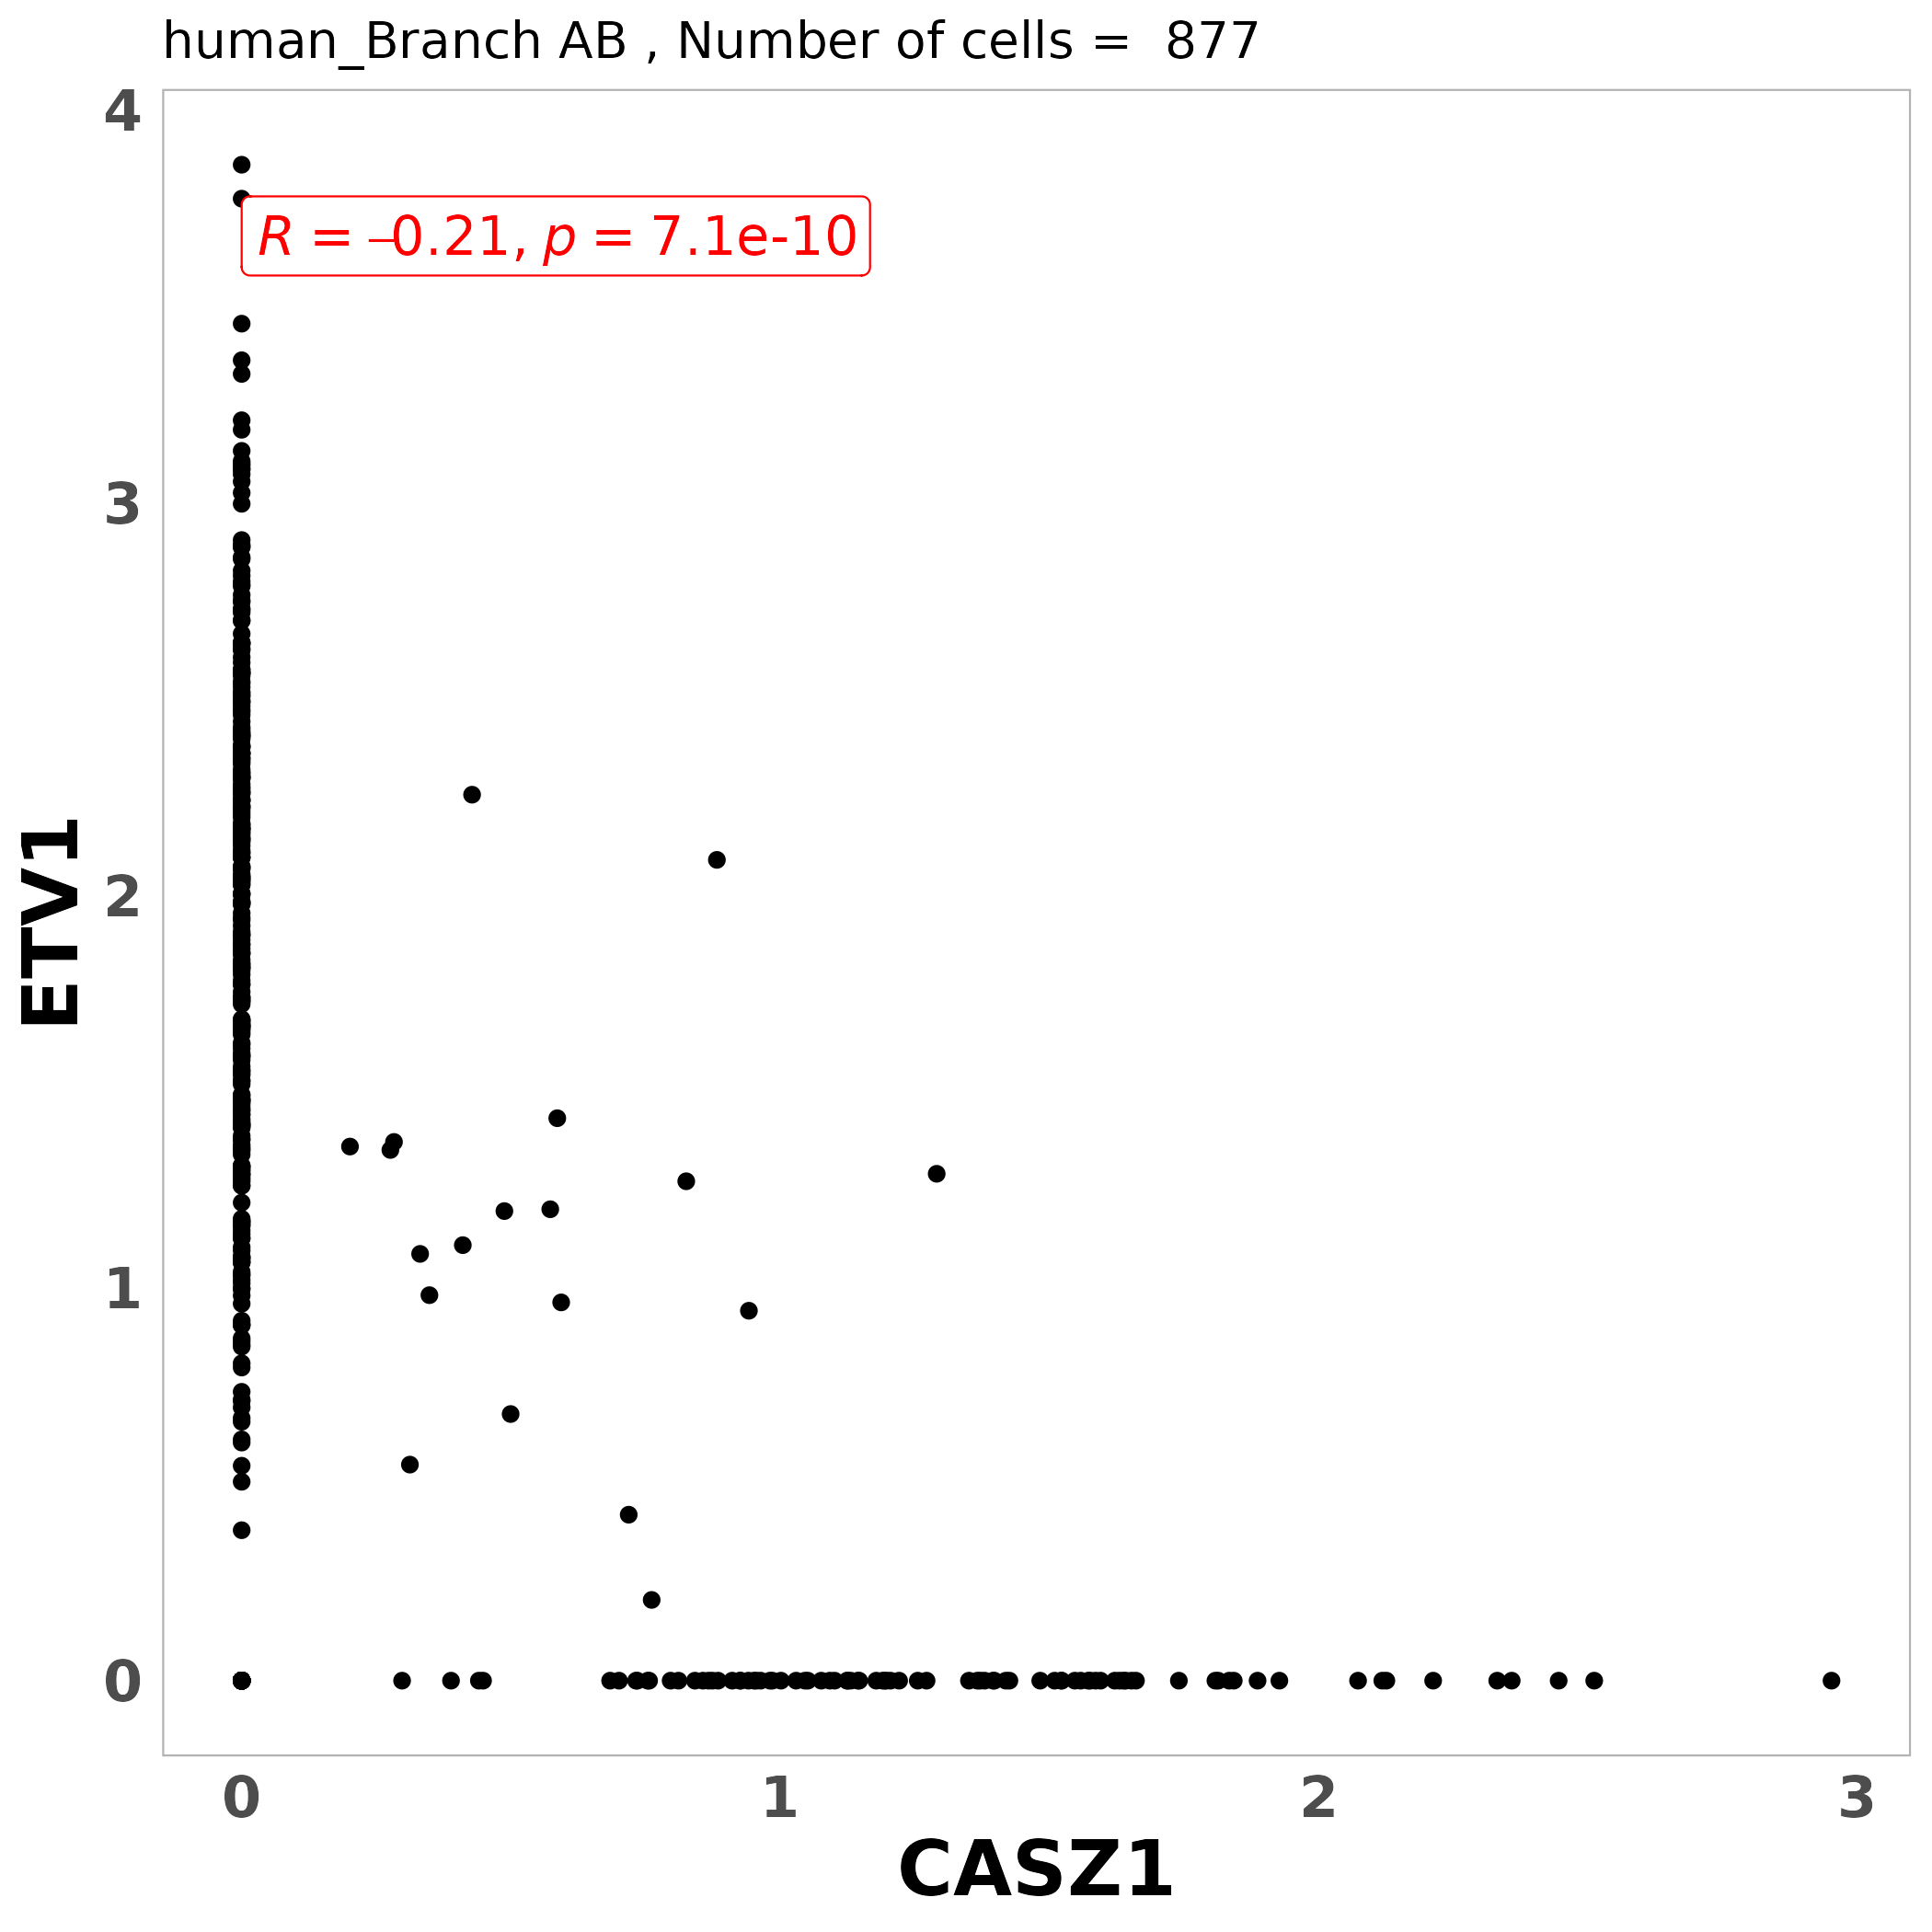 human_Branch AB , Number of cells =  877
4
R = –0.21, p = 7.1e-10
3
2
ETV1
1
0
0 1 2 3
CASZ1